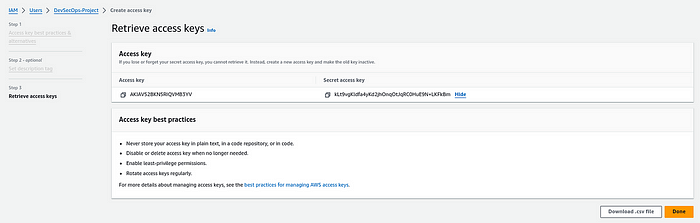 IAM > Users > DevSecOps-Project > Create access key
Step 1
Access key best practices & alternatives
Step 2 - optional
Set description tag
Step 3
Retrieve access keys
Retrieve access keys Info
Access key
If you lose or forget your secret access key, you cannot retrieve it. Instead, create a new access key and make the old key inactive.
Access key
Secret access key
Hide
Access key best practices
• Never store your access key in plain text, in a code repository, or in code.
• Disable or delete access key when no longer needed.
• Enable least-privilege permissions.
• Rotate access keys regularly.
For more details about managing access keys, see the best practices for managing AWS access keys.
Download .csv file
Done